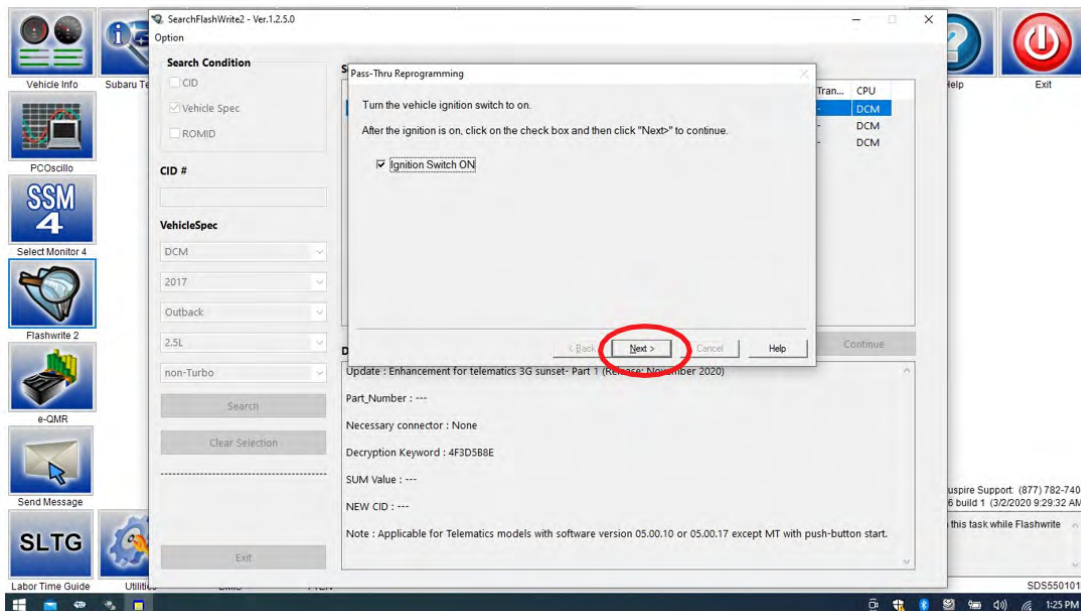 SearchFlashWrite2 - Ver.1.2.5.0
Option
Search Condition
CID
Vehicle Spec
ROMID
CID #
VehicleSpec
DCM
2017
Outback
2.5L
non-Turbo
Search
Clear Selection
Exit
Pass-Thru Reprogramming
Turn the vehicle ignition switch to on.
After the ignition is on, click on the check box and then click "Next>" to continue.
Ignition Switch ON
< Back
Next >
Cancel
Help
Tran... CPU
- DCM
- DCM
- DCM
Continue
Update : Enhancement for telematics 3G sunset- Part 1 (Release: November 2020)
Part_Number : ---
Necessary connector : None
Decryption Keyword : 4F3D5B8E
SUM Value : ---
NEW CID : ---
Note : Applicable for Telematics models with software version 05.00.10 or 05.00.17 except MT with push-button start.
Vehicle Info
Subaru Te
PCOscillo
SSM
4
Select Monitor 4
Flashwrite 2
e-QMR
Send Message
SLTG
Labor Time Guide
Utilities
Help
Exit
uspire Support: (877) 782-740
6 build 1 (3/2/2020 9:29:32 AM
this task while Flashwrite
SDS550101
1:25 PM